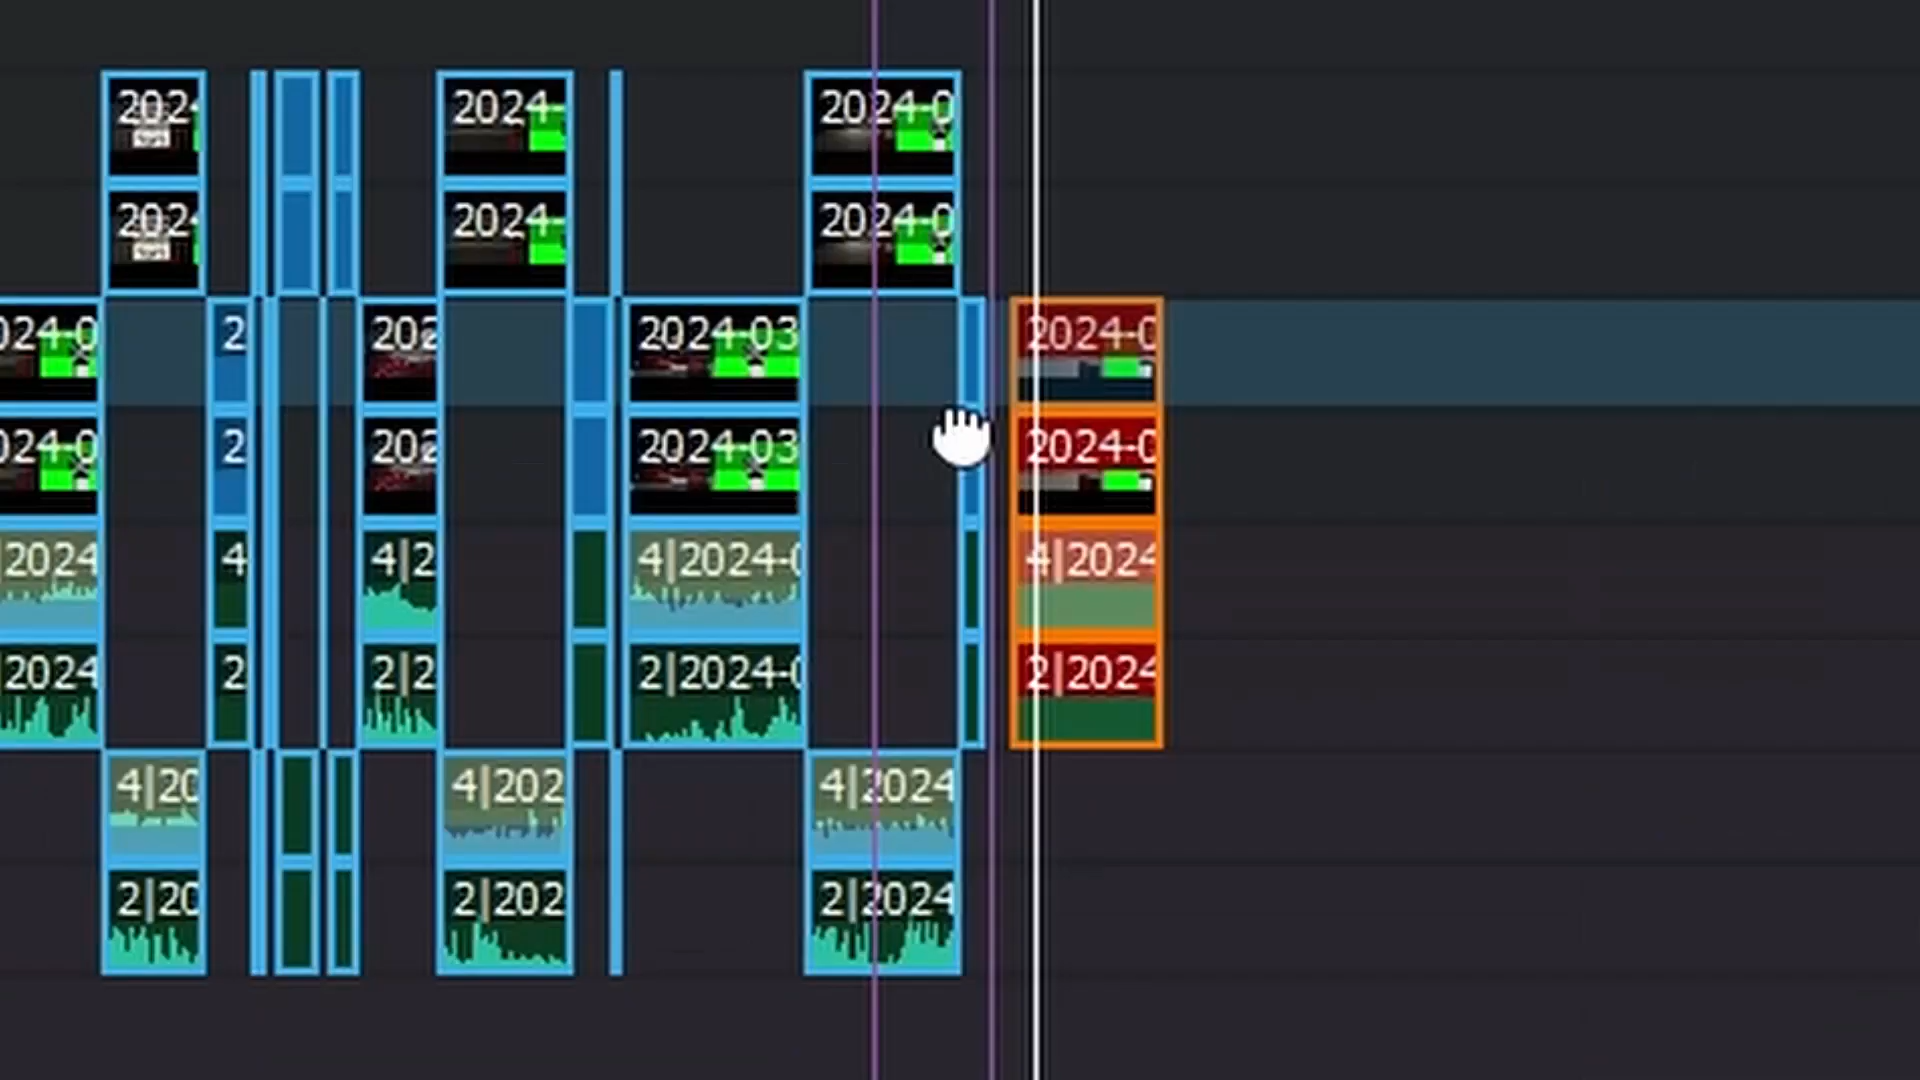 2024 2024- 2024-0
2024 2024- 2024-0
024-0 2 202 2024-03 2024-0
024-0 2 202 2024-03 2024-0
|2024 4 4|2 4|2024-0 4|2024
2024 2 2|2 2|2024-0 2|2024
4|20 4|202 4|2024
2|20 2|202 2|2024